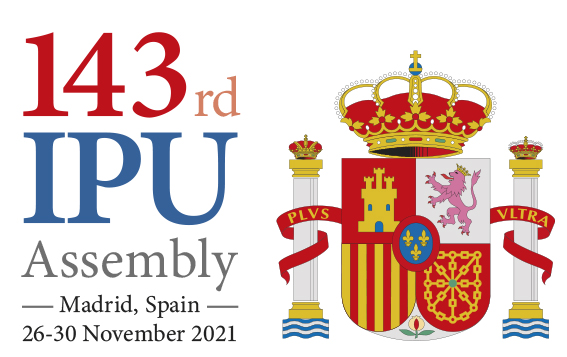 143rd
IPU
Assembly
Madrid, Spain
26-30 November 2021
PLVS VLTRA